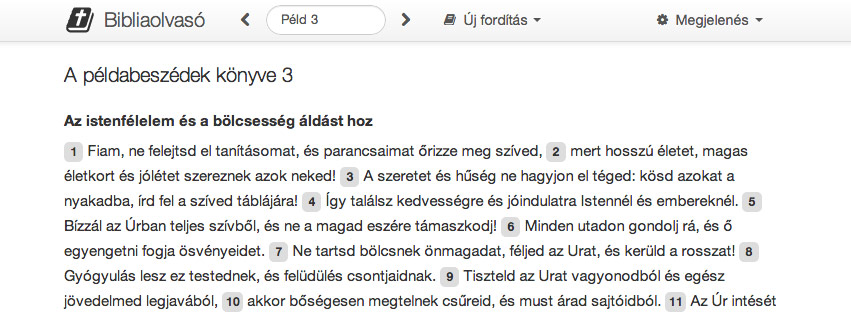 Bibliaolvasó Péld 3 Új fordítás Megjelenés
A példabeszédek könyve 3
Az istenfélelem és a bölcsesség áldást hoz
1 Fiam, ne felejtsd el tanításomat, és parancsaimat őrizze meg szíved, 2 mert hosszú életet, magas
életkort és jólétet szereznek azok neked! 3 A szeretet és hűség ne hagyjon el téged: kösd azokat a
nyakadba, írd fel a szíved táblájára! 4 Így találsz kedvességre és jóindulatra Istennél és embereknél. 5
Bízzál az Úrban teljes szívből, és ne a magad eszére támaszkodj! 6 Minden utadon gondolj rá, és ő
egyengetni fogja ösvényeidet. 7 Ne tartsd bölcsnek önmagadat, féljed az Urat, és kerüld a rosszat! 8
Gyógyulás lesz ez testednek, és felüdülés csontjaidnak. 9 Tiszteld az Urat vagyonodból és egész
jövedelmed legjavából, 10 akkor bőségesen megtelnek csűreid, és must árad sajtóidból. 11 Az Úr intését